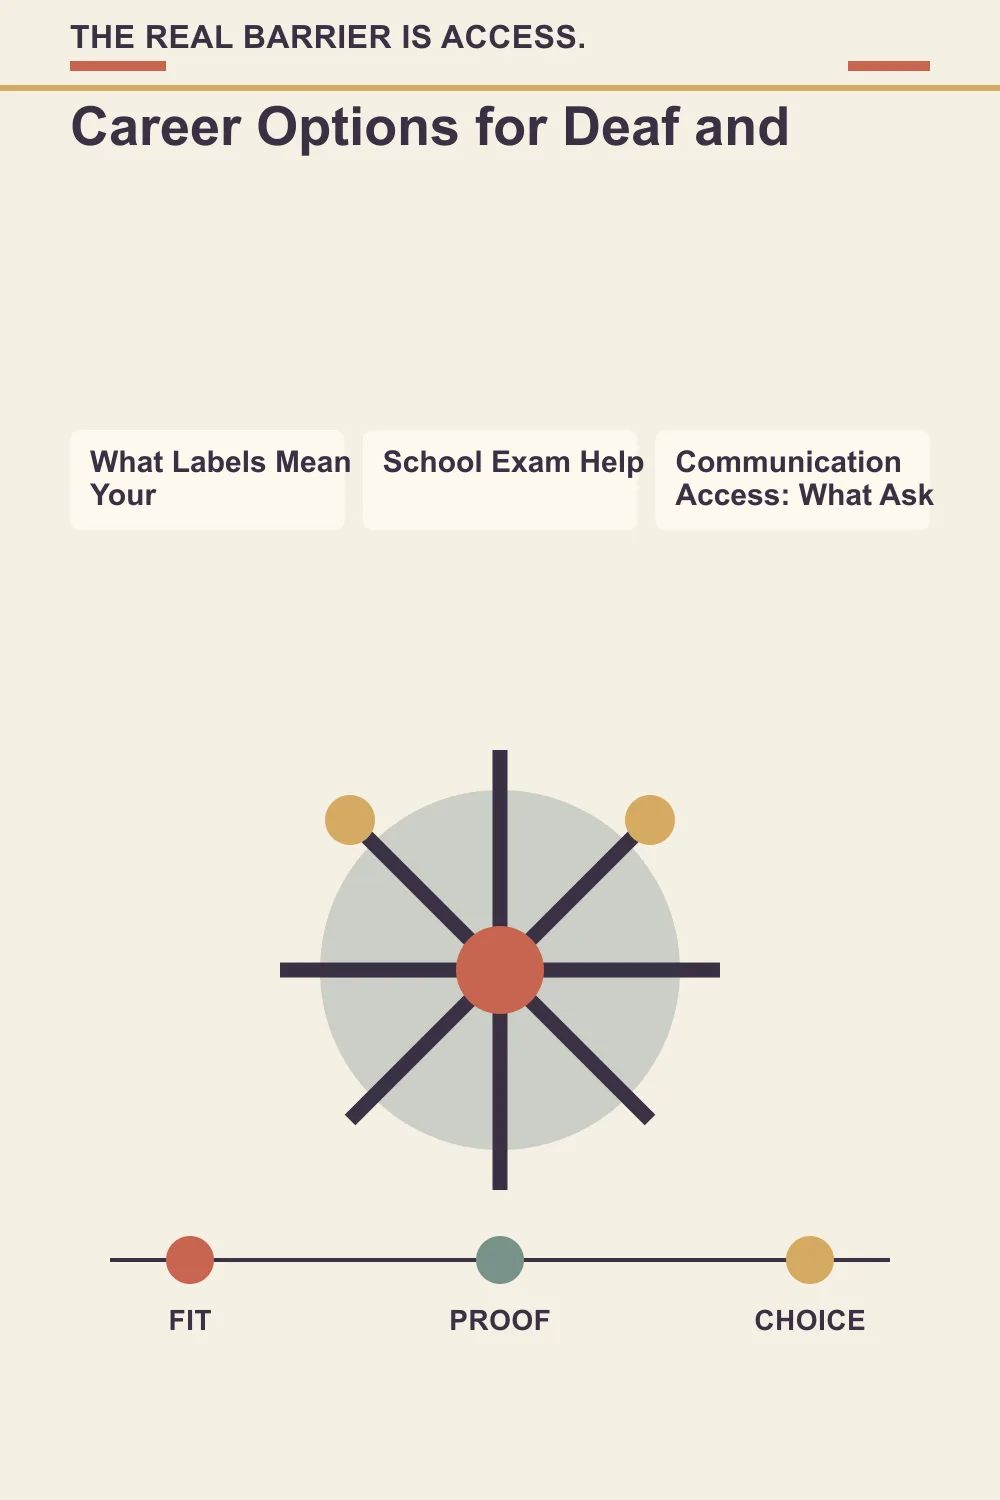 THE REAL BARRIER IS ACCESS.
Career Options for Deaf and
What Labels Mean
Your
School Exam Help
Communication
Access: What Ask
FIT
PROOF
CHOICE